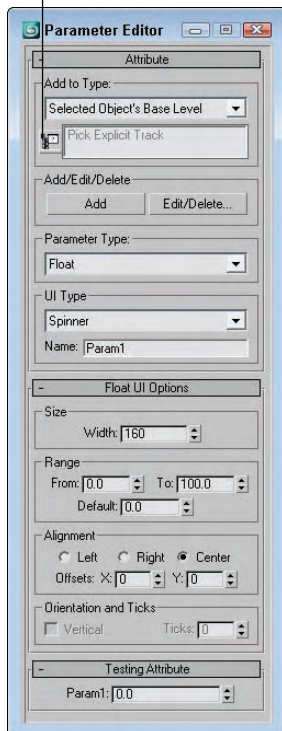 Parameter Editor
- Attribute
Add to Type:
Selected Object's Base Level
Pick Explicit Track
Add/Edit/Delete
Add Edit/Delete...
Parameter Type:
Float
UI Type
Spinner
Name: Param1
- Float UI Options
Size
Width: 160
Range
From: 0.0 To: 100.0
Default: 0.0
Alignment
Left Right Center
Offsets: X: 0 Y: 0
Orientation and Ticks
Vertical Ticks: 0
- Testing Attribute
Param1: 0.0